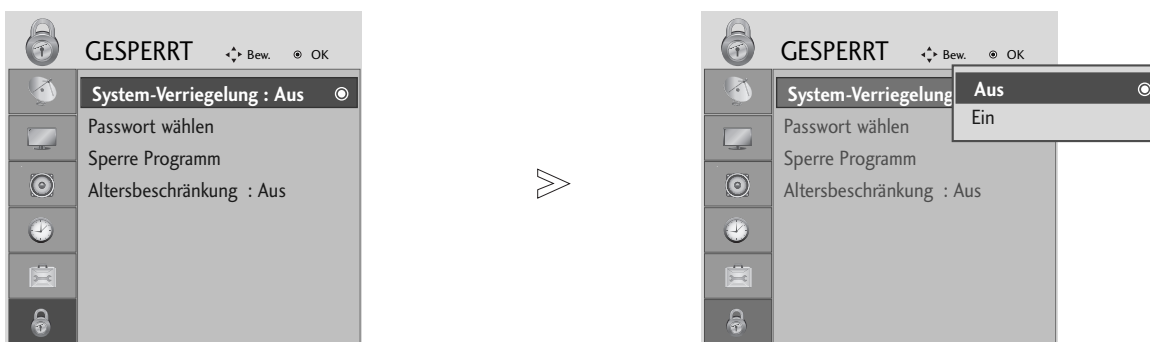 GESPERRT Bew. OK
System-Verriegelung : Aus
Passwort wählen
Sperre Programm
Altersbeschränkung : Aus
GESPERRT Bew. OK
System-Verriegelung
Aus
Ein
Passwort wählen
Sperre Programm
Altersbeschränkung : Aus